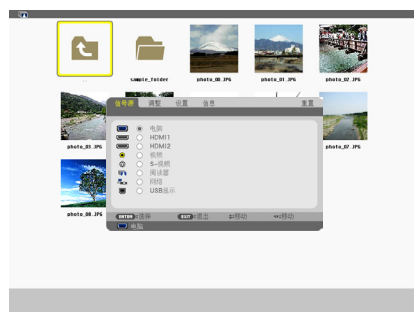 ..
sample_folder
photo_00.JPG
photo_01.JPG
photo_02.JPG
信号源 调整 设置 信息 重置
电脑
HDMI1
HDMI2
视频
S-视频
阅读器
网络
USB显示
photo_03.JPG
photo_07.JPG
photo_08.JPG
ENTER:选择 EXIT:退出 :移动 :移动
电脑